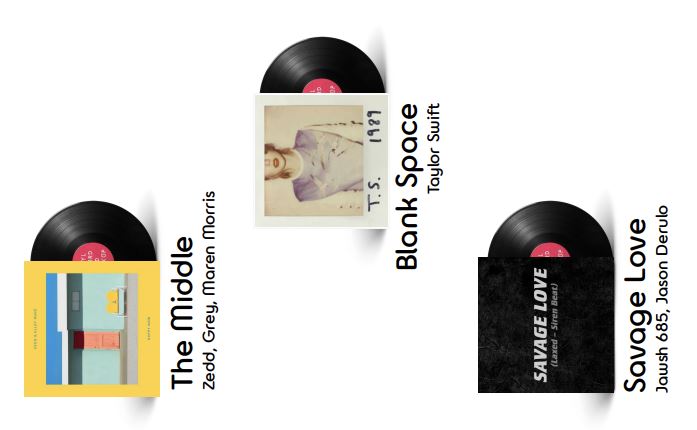 The Middle
Zedd, Grey, Maren Morris
T.S. 1989
Blank Space
Taylor Swift
SAVAGE LOVE
(Laxed – Siren Beat)
Savage Love
Jawsh 685, Jason Derulo